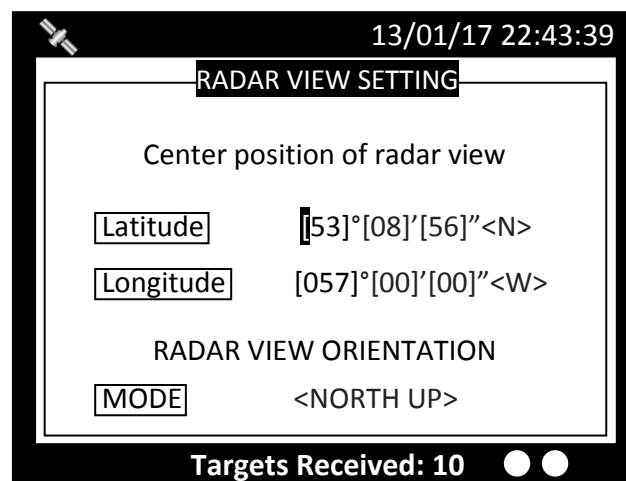 13/01/17 22:43:39
RADAR VIEW SETTING
Center position of radar view
Latitude [53]°[08]’[56]”<N>
Longitude [057]°[00]’[00]”<W>
RADAR VIEW ORIENTATION
MODE <NORTH UP>
Targets Received: 10